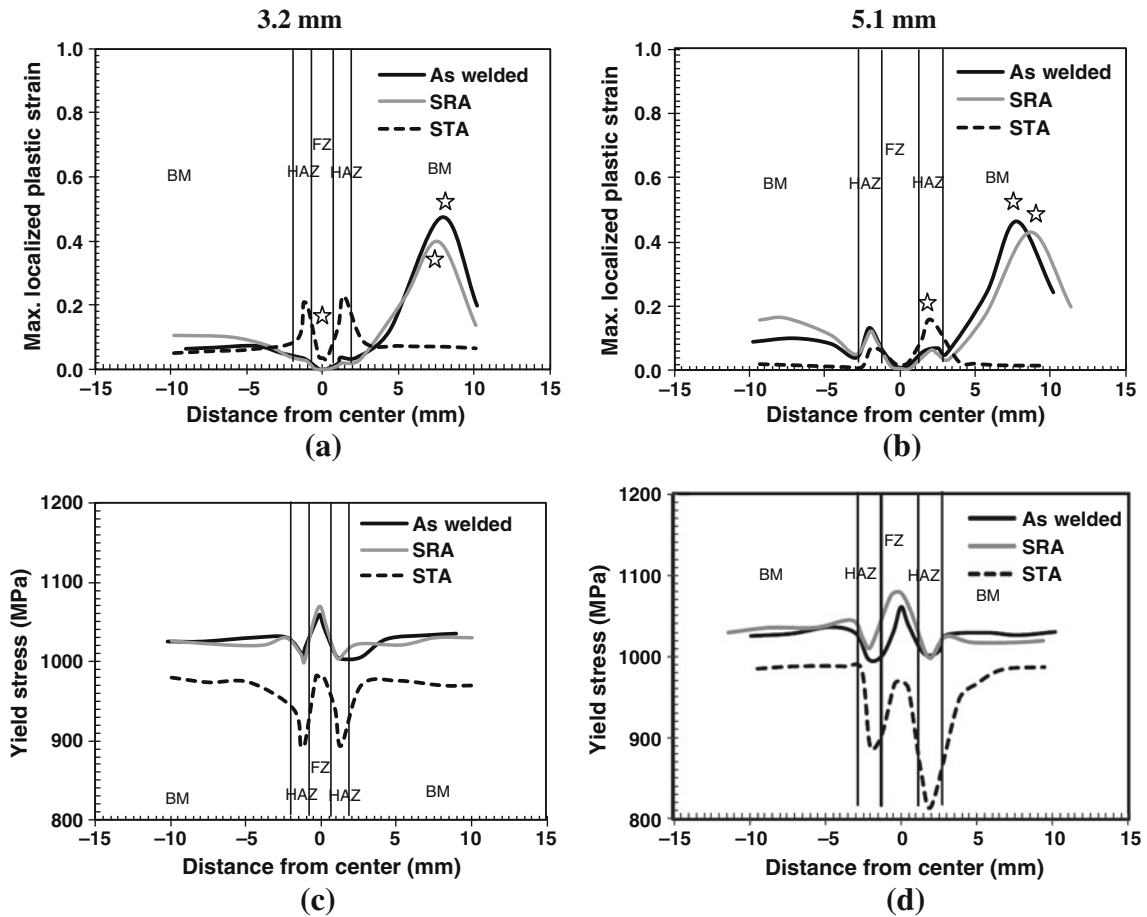 3.2 mm
5.1 mm
Max. localized plastic strain
1.0
0.8
0.6
0.4
0.2
0.0
As welded
SRA
STA
FZ
HAZ
HAZ
BM
BM
−15
−10
−5
0
5
10
15
Distance from center (mm)
(a)
Max. localized plastic strain
1.0
0.8
0.6
0.4
0.2
0.0
As welded
SRA
STA
FZ
BM
HAZ
HAZ
BM
−15
−10
−5
0
5
10
15
Distance from center (mm)
(b)
Yield stress (MPa)
1200
1100
1000
900
800
As welded
SRA
STA
FZ
BM
HAZ
HAZ
BM
−15
−10
−5
0
5
10
15
Distance from center (mm)
(c)
Yield stress (MPa)
1200
1100
1000
900
800
As welded
SRA
STA
FZ
BM
HAZ
HAZ
BM
−15
−10
−5
0
5
10
15
Distance from center (mm)
(d)